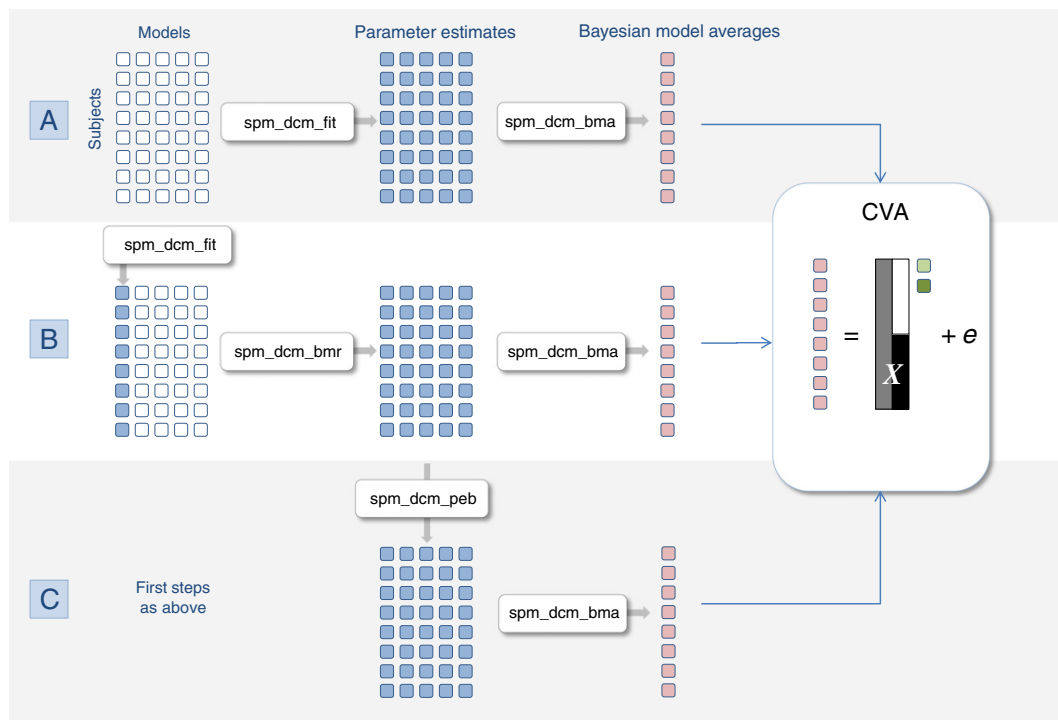 Models
Parameter estimates
Bayesian model averages
Subjects
A
spm_dcm_fit
spm_dcm_bma
CVA
spm_dcm_fit
B
spm_dcm_bmr
spm_dcm_bma
=
X
+ e
spm_dcm_peb
C
First steps
as above
spm_dcm_bma